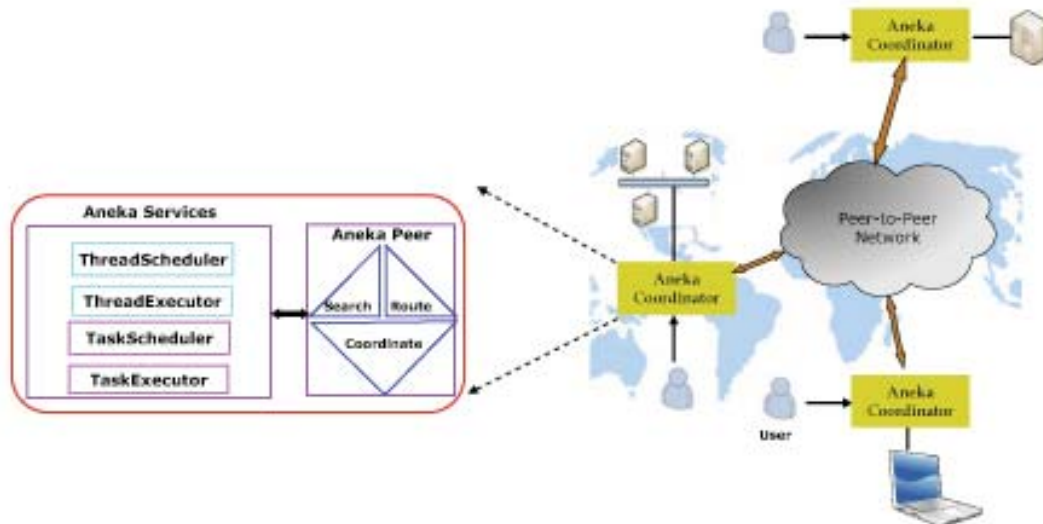 Aneka Services
ThreadScheduler
ThreadExecutor
TaskScheduler
TaskExecutor
Aneka Peer
Search
Route
Coordinate
Aneka
Coordinator
Aneka
Coordinator
Peer-to-Peer
Network
User
Aneka
Coordinator